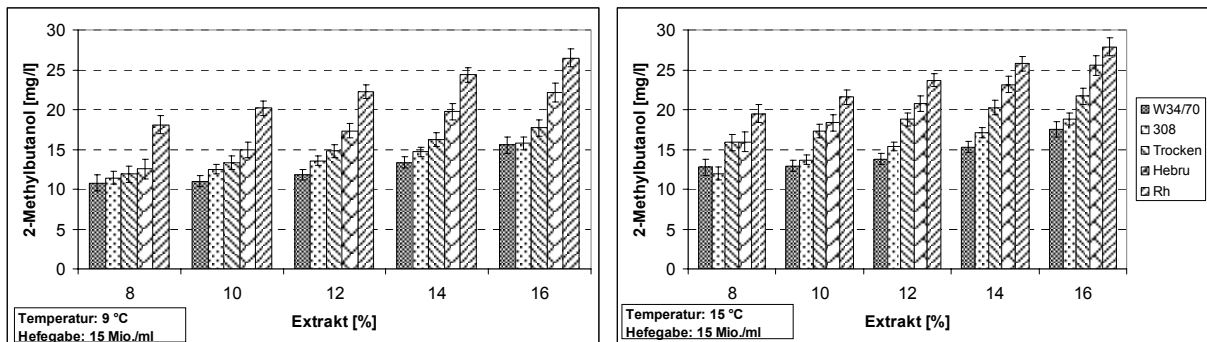 2-Methylbutanol [mg/l]
30
25
20
15
10
5
0
8 10 12 14 16
Extrakt [%]
Temperatur: 9 °C
Hefegabe: 15 Mio./ml
2-Methylbutanol [mg/l]
30
25
20
15
10
5
0
8 10 12 14 16
Extrakt [%]
Temperatur: 15 °C
Hefegabe: 15 Mio./ml
W34/70
308
Trocken
Hebru
Rh